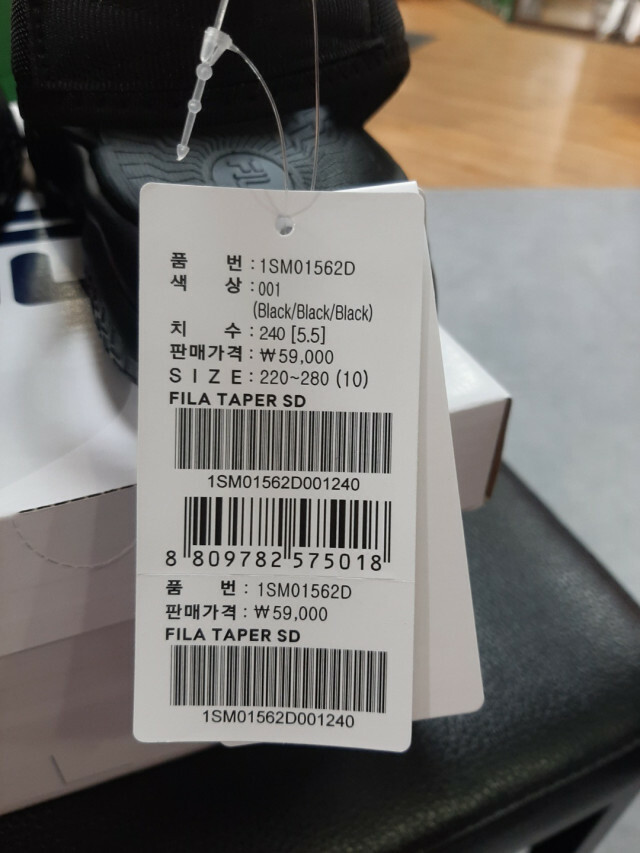 품 번 : 1SM01562D
색 상 : 001
(Black/Black/Black)
치 수 : 240 [5.5]
판매가격 : ₩59,000
S I Z E : 220~280 (10)
FILA TAPER SD
1SM01562D001240
8 809782 575018
품 번 : 1SM01562D
판매가격 : ₩59,000
FILA TAPER SD
1SM01562D001240